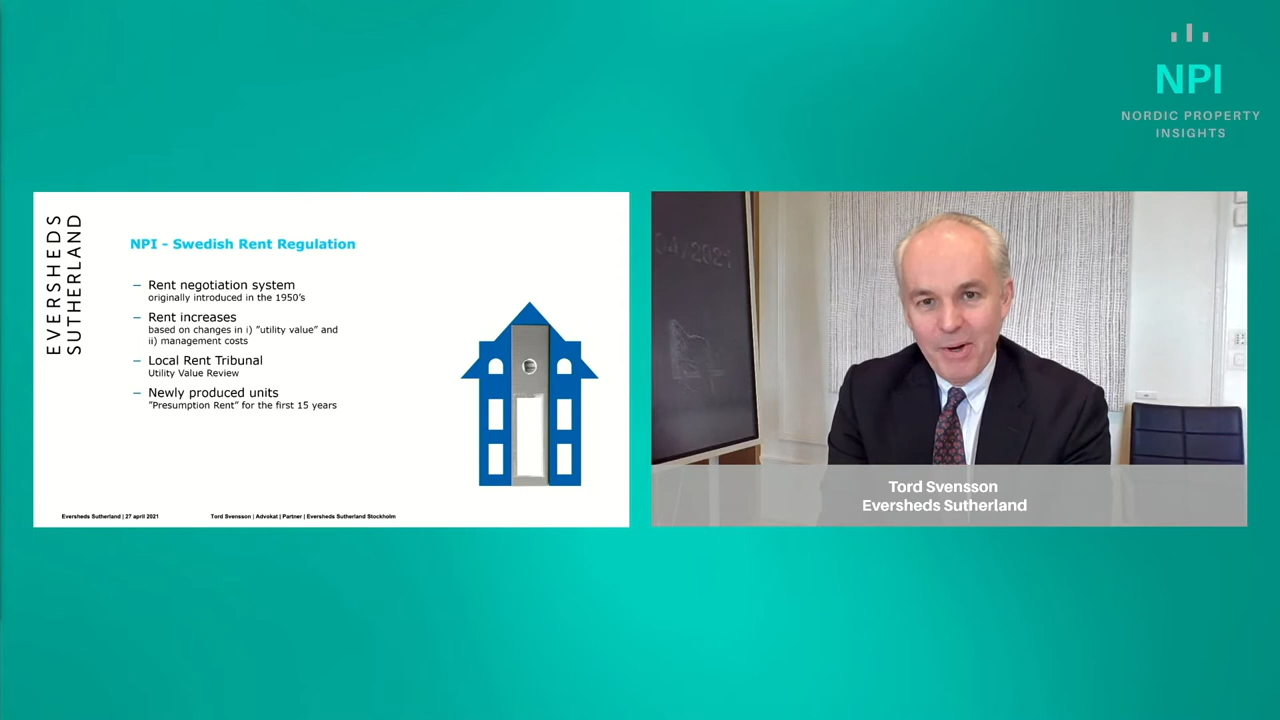 NPI
NORDIC PROPERTY
INSIGHTS
EVERSHEDS
SUTHERLAND
NPI - Swedish Rent Regulation
– Rent negotiation system
originally introduced in the 1950’s
– Rent increases
based on changes in i) ”utility value” and
ii) management costs
– Local Rent Tribunal
Utility Value Review
– Newly produced units
”Presumption Rent” for the first 15 years
Eversheds Sutherland | 27 april 2021
Tord Svensson | Advokat | Partner | Eversheds Sutherland Stockholm
04/2021
Tord Svensson
Eversheds Sutherland